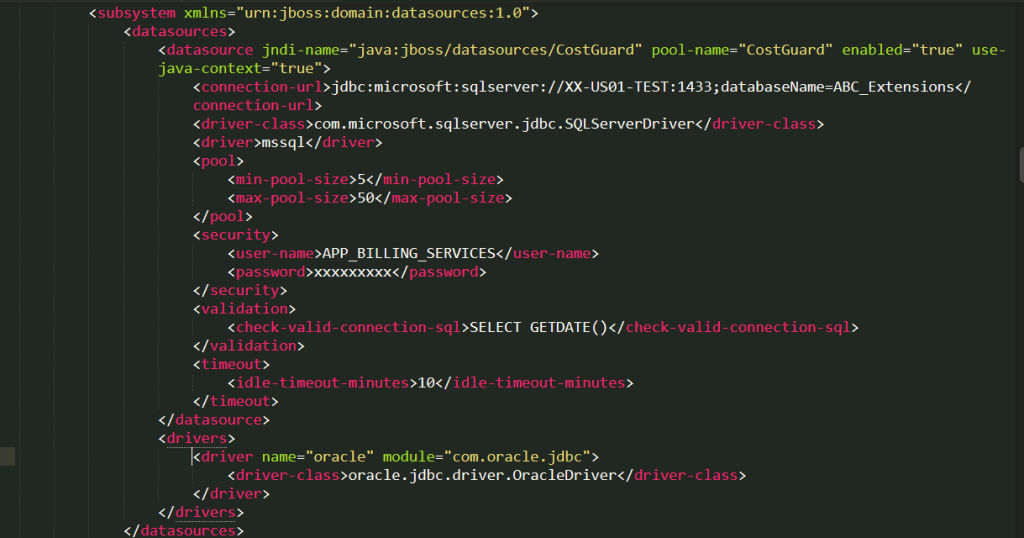 <subsystem xmlns="urn:jboss:domain:datasources:1.0">
<datasources>
<datasource jndi-name="java:jboss/datasources/CostGuard" pool-name="CostGuard" enabled="true" use-
java-context="true">
<connection-url>jdbc:microsoft:sqlserver://XX-US01-TEST:1433;databaseName=ABC_Extensions</
connection-url>
<driver-class>com.microsoft.sqlserver.jdbc.SQLServerDriver</driver-class>
<driver>mssql</driver>
<pool>
<min-pool-size>5</min-pool-size>
<max-pool-size>50</max-pool-size>
</pool>
<security>
<user-name>APP_BILLING_SERVICES</user-name>
<password>xxxxxxxxx</password>
</security>
<validation>
<check-valid-connection-sql>SELECT GETDATE()</check-valid-connection-sql>
</validation>
<timeout>
<idle-timeout-minutes>10</idle-timeout-minutes>
</timeout>
</datasource>
<drivers>
<driver name="oracle" module="com.oracle.jdbc">
<driver-class>oracle.jdbc.driver.OracleDriver</driver-class>
</driver>
</drivers>
</datasources>